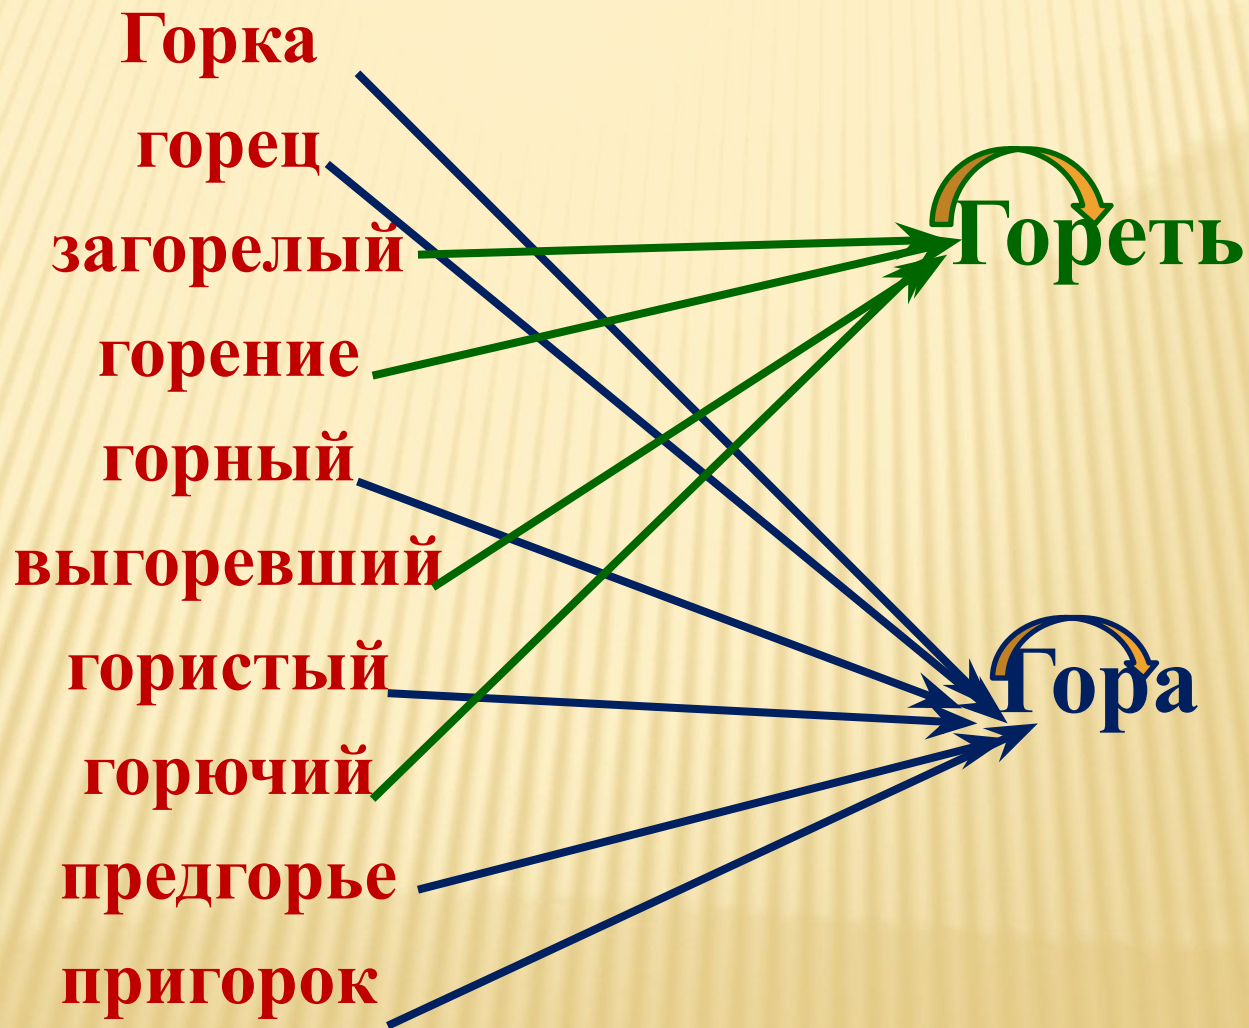 Горка
горец
загорелый
горение
горный
выгоревший
гористый
горючий
предгорье
пригорок
Гореть
Гора